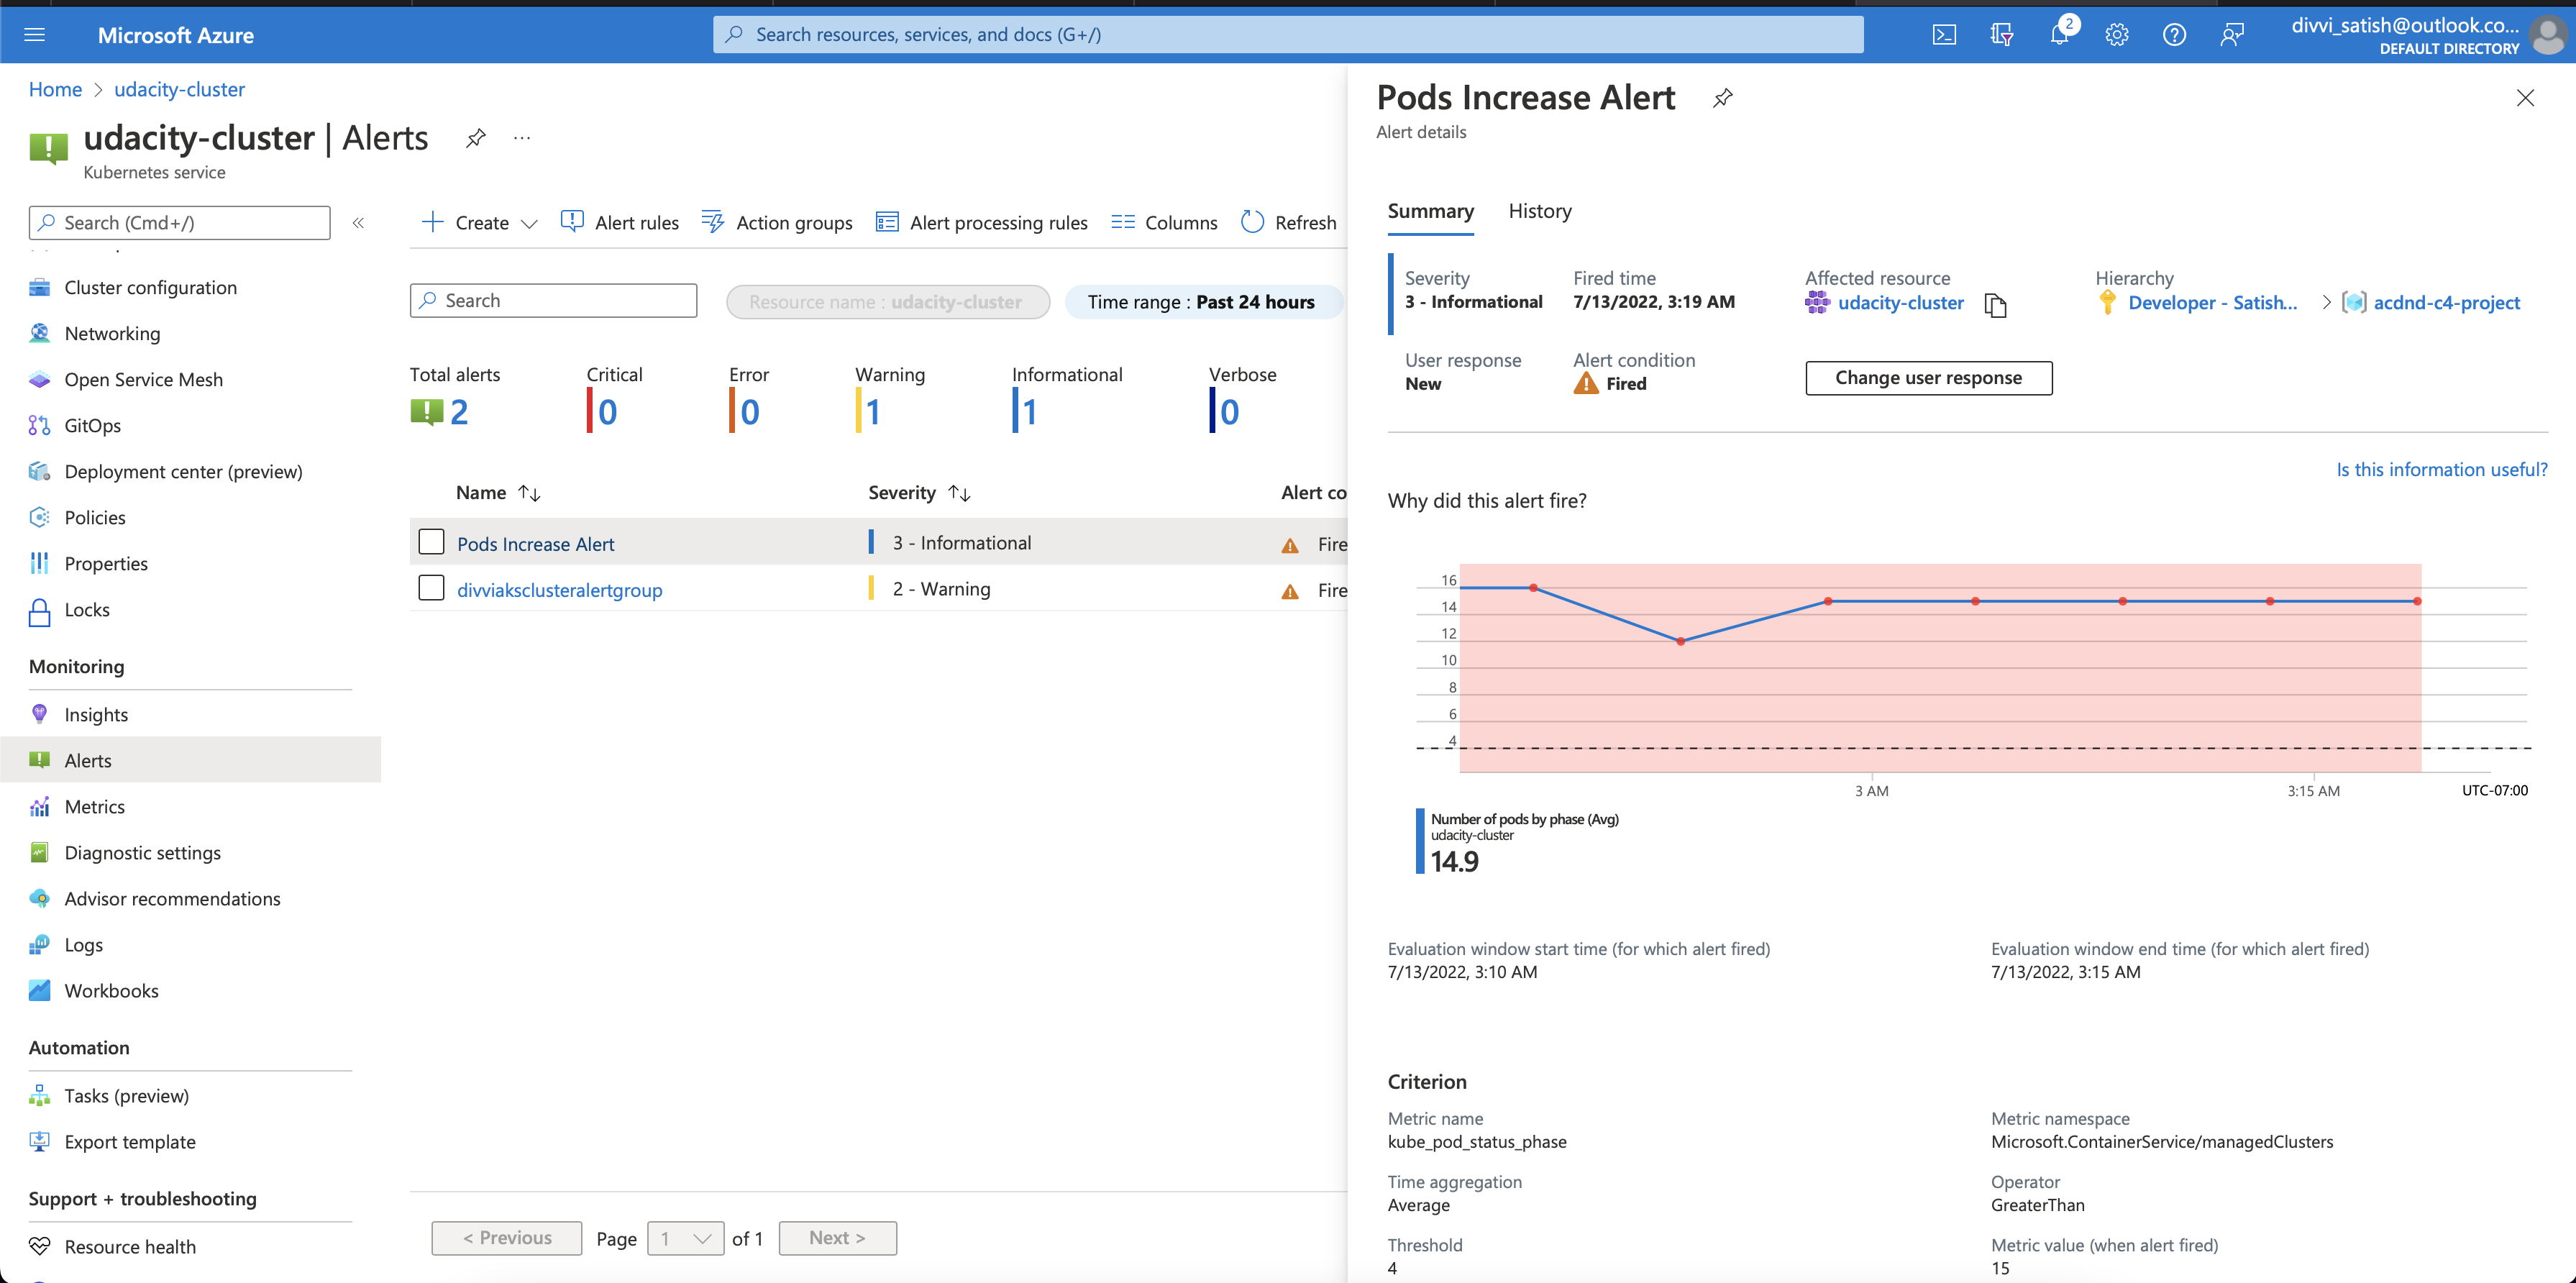 Microsoft Azure
Search resources, services, and docs (G+/)
2
divvi_satish@outlook.co...
DEFAULT DIRECTORY
Home > udacity-cluster
udacity-cluster | Alerts
...
Kubernetes service
Search (Cmd+/)
«
Cluster configuration
Networking
Open Service Mesh
GitOps
Deployment center (preview)
Policies
Properties
Locks
Monitoring
Insights
Alerts
Metrics
Diagnostic settings
Advisor recommendations
Logs
Workbooks
Automation
Tasks (preview)
Export template
Support + troubleshooting
Resource health
Create
Alert rules
Action groups
Alert processing rules
Columns
Refresh
Search
Resource name : udacity-cluster
Time range : Past 24 hours
Total alerts
2
Critical
0
Error
0
Warning
1
Informational
1
Verbose
0
Name ↑↓
Severity ↑↓
Alert co
Pods Increase Alert
3 - Informational
Fire
divviaksclusteralertgroup
2 - Warning
Fire
< Previous
Page
1
of 1
Next >
Pods Increase Alert
Alert details
Summary
History
Severity
3 - Informational
Fired time
7/13/2022, 3:19 AM
Affected resource
udacity-cluster
Hierarchy
Developer - Satish... > acdnd-c4-project
User response
New
Alert condition
Fired
Change user response
Is this information useful?
Why did this alert fire?
16
14
12
10
8
6
4
3 AM
3:15 AM
UTC-07:00
Number of pods by phase (Avg)
udacity-cluster
14.9
Evaluation window start time (for which alert fired)
7/13/2022, 3:10 AM
Evaluation window end time (for which alert fired)
7/13/2022, 3:15 AM
Criterion
Metric name
kube_pod_status_phase
Metric namespace
Microsoft.ContainerService/managedClusters
Time aggregation
Average
Operator
GreaterThan
Threshold
4
Metric value (when alert fired)
15